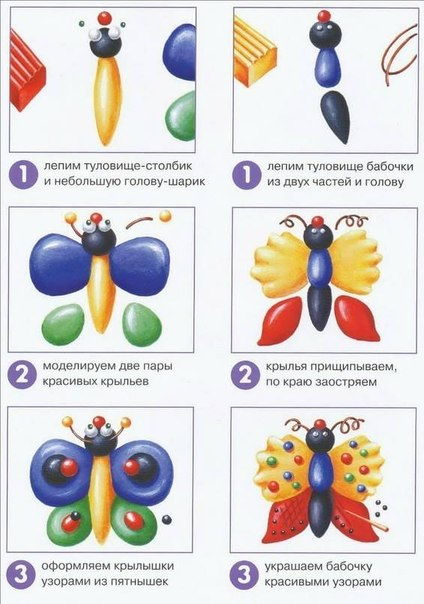 1 лепим туловище-столбик
и небольшую голову-шарик
1 лепим туловище бабочки
из двух частей и голову
2 моделируем две пары
красивых крыльев
2 крылья прищипываем,
по краю заостряем
3 оформляем крылышки
узорами из пятнышек
3 украшаем бабочку
красивыми узорами